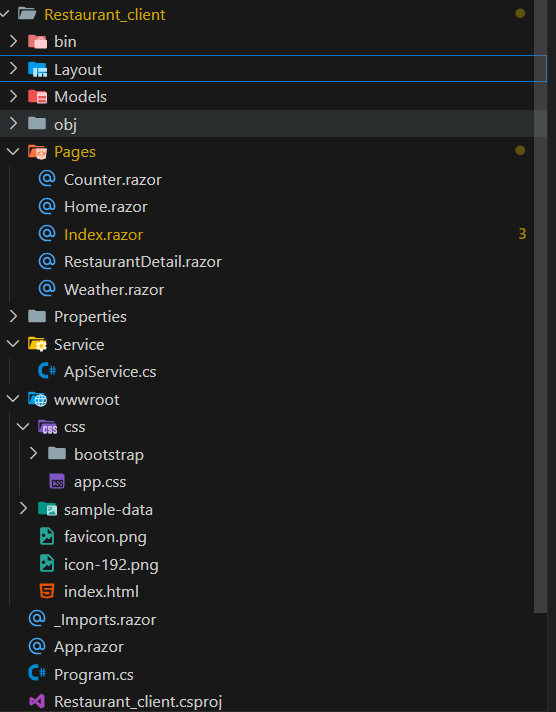 Restaurant_client
bin
Layout
Models
obj
Pages
Counter.razor
Home.razor
Index.razor 3
RestaurantDetail.razor
Weather.razor
Properties
Service
ApiService.cs
wwwroot
css
bootstrap
app.css
sample-data
favicon.png
icon-192.png
index.html
_Imports.razor
App.razor
Program.cs
Restaurant_client.csproj